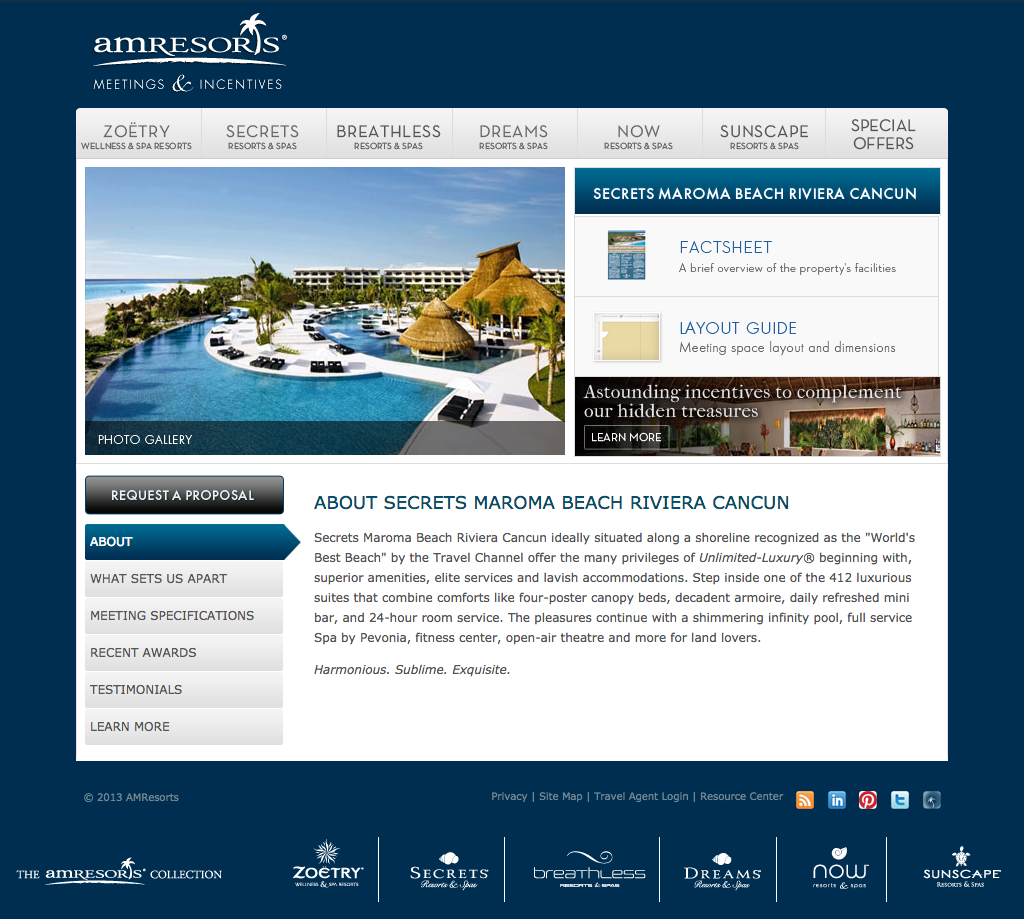 amRESORTS®
MEETINGS & INCENTIVES
ZOËTRY
WELLNESS & SPA RESORTS
SECRETS
RESORTS & SPAS
BREATHLESS
RESORTS & SPAS
DREAMS
RESORTS & SPAS
NOW
RESORTS & SPAS
SUNSCAPE
RESORTS & SPAS
SPECIAL
OFFERS
PHOTO GALLERY
SECRETS MAROMA BEACH RIVIERA CANCUN
FACTSHEET
A brief overview of the property's facilities
LAYOUT GUIDE
Meeting space layout and dimensions
Astounding incentives to complement
our hidden treasures
LEARN MORE
REQUEST A PROPOSAL
ABOUT
WHAT SETS US APART
MEETING SPECIFICATIONS
RECENT AWARDS
TESTIMONIALS
LEARN MORE
ABOUT SECRETS MAROMA BEACH RIVIERA CANCUN
Secrets Maroma Beach Riviera Cancun ideally situated along a shoreline recognized as the "World's
Best Beach" by the Travel Channel offer the many privileges of Unlimited-Luxury® beginning with,
superior amenities, elite services and lavish accommodations. Step inside one of the 412 luxurious
suites that combine comforts like four-poster canopy beds, decadent armoire, daily refreshed mini
bar, and 24-hour room service. The pleasures continue with a shimmering infinity pool, full service
Spa by Pevonia, fitness center, open-air theatre and more for land lovers.
Harmonious. Sublime. Exquisite.
© 2013 AMResorts
Privacy | Site Map | Travel Agent Login | Resource Center
THE amRESORTS® COLLECTION
ZOËTRY
WELLNESS & SPA RESORTS
SECRETS
Resorts & Spas
breathless
RESORTS & SPAS
DREAMS
Resorts & Spas
now
resorts & spas
SUNSCAPE
RESORTS & SPAS